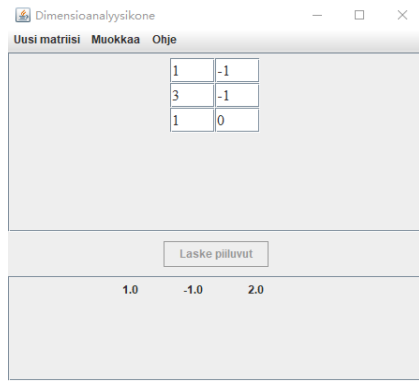 Dimensioanalyysikone
Uusi matriisi Muokkaa Ohje
1 -1
3 -1
1 0
Laske piiluvut
1.0 -1.0 2.0